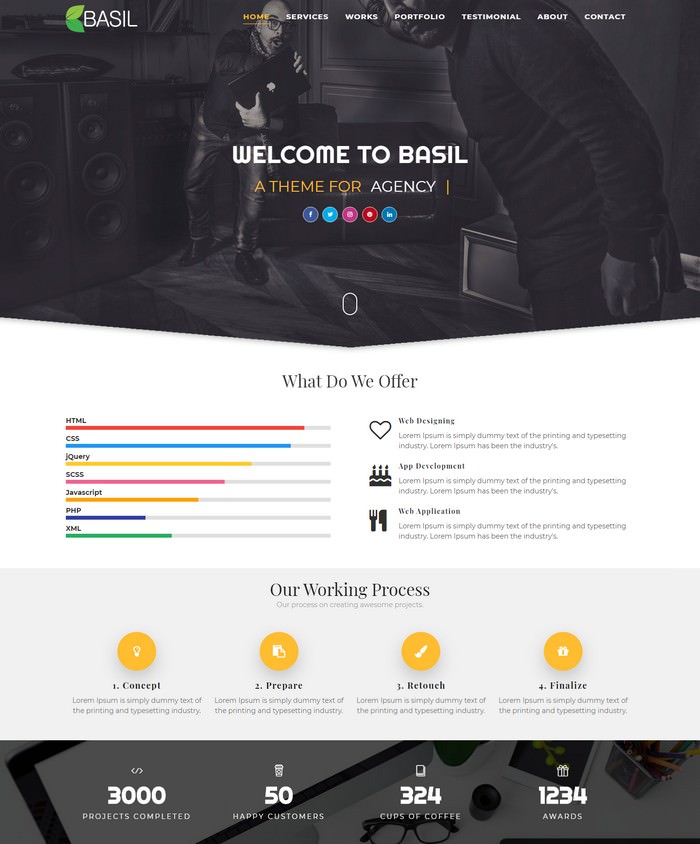 BASIL
HOME SERVICES WORKS PORTFOLIO TESTIMONIAL ABOUT CONTACT
WELCOME TO BASIL
A THEME FOR AGENCY |
What Do We Offer
HTML
CSS
jQuery
SCSS
Javascript
PHP
XML
Web Designing
Lorem Ipsum is simply dummy text of the printing and typesetting
industry. Lorem Ipsum has been the industry's.
App Development
Lorem Ipsum is simply dummy text of the printing and typesetting
industry. Lorem Ipsum has been the industry's.
Web Application
Lorem Ipsum is simply dummy text of the printing and typesetting
industry. Lorem Ipsum has been the industry's.
Our Working Process
Our process on creating awesome projects.
1. Concept
Lorem Ipsum is simply dummy text of
the printing and typesetting industry.
2. Prepare
Lorem Ipsum is simply dummy text of
the printing and typesetting industry.
3. Retouch
Lorem Ipsum is simply dummy text of
the printing and typesetting industry.
4. Finalize
Lorem Ipsum is simply dummy text of
the printing and typesetting industry.
3000
PROJECTS COMPLETED
50
HAPPY CUSTOMERS
324
CUPS OF COFFEE
1234
AWARDS